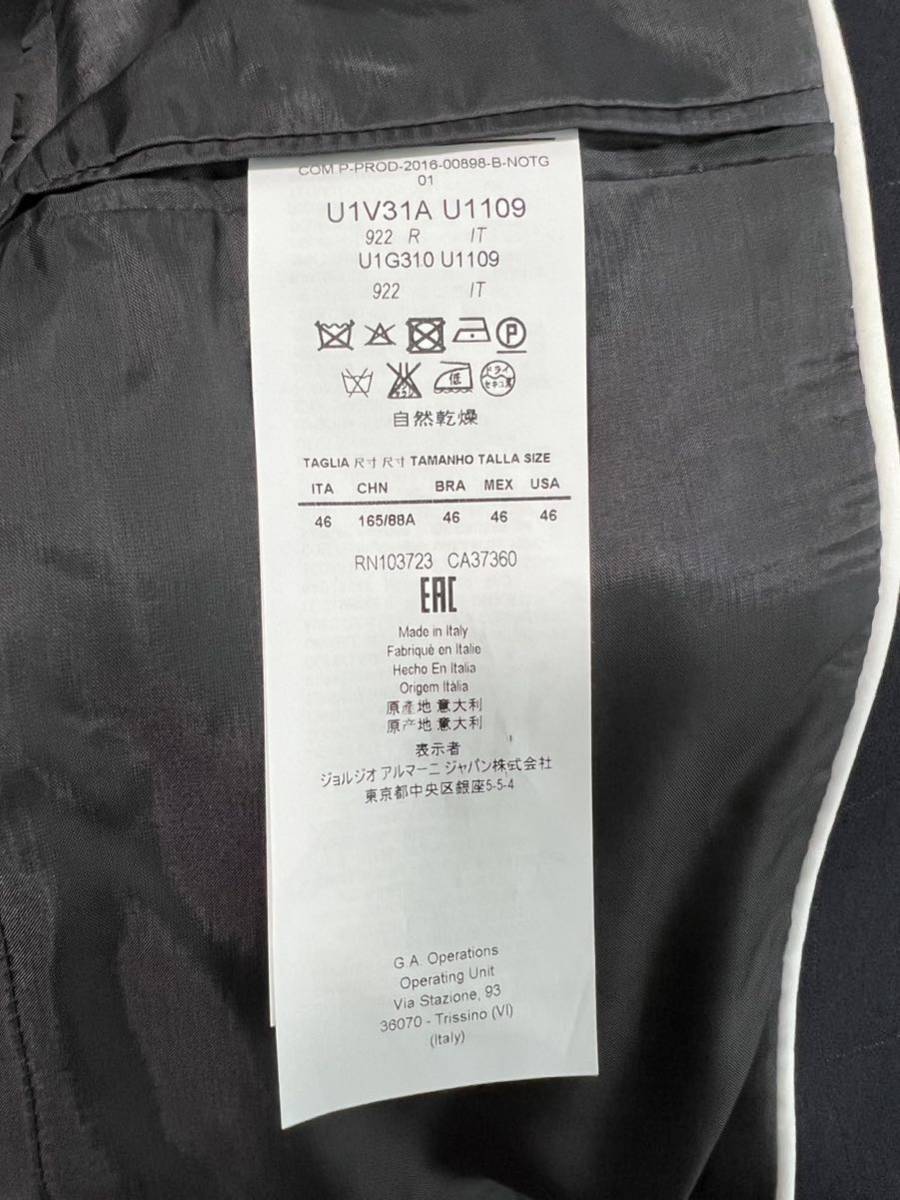 COM P-PROD-2016-00898-B-NOTG
01
U1V31A U1109
922 R IT
U1G310 U1109
922 IT
P
低 ドライ
自然乾燥
TAGLIA 尺寸 尺寸 TAMANHO TALLA SIZE
ITA CHN BRA MEX USA
46 165/88A 46 46 46
RN103723 CA37360
EAC
Made in Italy
Fabriqué en Italie
Hecho En Italia
Origem Itália
原產地 意大利
原产地 意大利
表示者
ジョルジオ アルマーニ ジャパン株式会社
東京都中央区銀座5-5-4
G.A. Operations
Operating Unit
Via Stazione, 93
36070 - Trissino (VI)
(Italy)